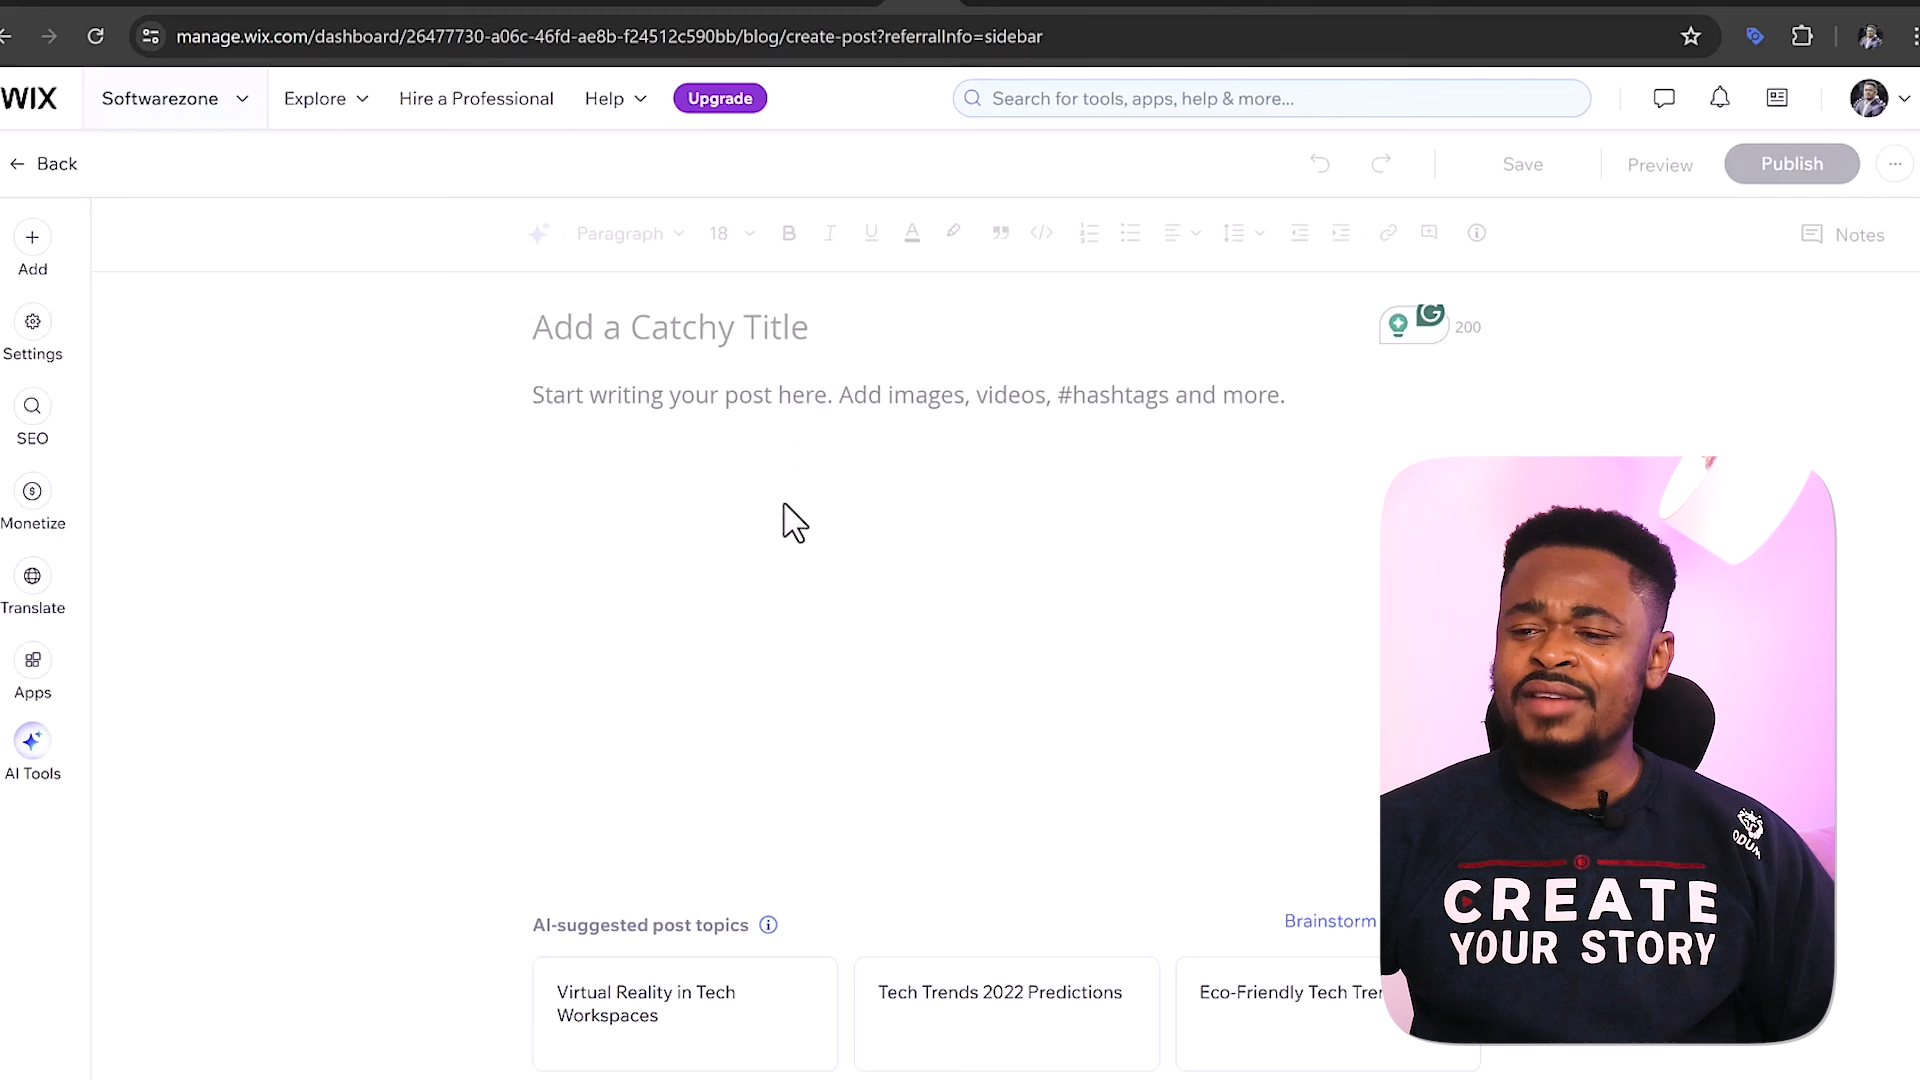 manage.wix.com/dashboard/26477730-a06c-46fd-ae8b-f24512c590bb/blog/create-post?referralInfo=sidebar
WIX Softwarezone Explore Hire a Professional Help Upgrade Search for tools, apps, help & more...
Back Save Preview Publish
Paragraph 18 B I U A Notes
Add
Settings
SEO
Monetize
Translate
Apps
AI Tools
Add a Catchy Title G 200
Start writing your post here. Add images, videos, #hashtags and more.
AI-suggested post topics Brainstorm
Virtual Reality in Tech
Workspaces
Tech Trends 2022 Predictions
Eco-Friendly Tech
ODUM
CREATE
YOUR STORY